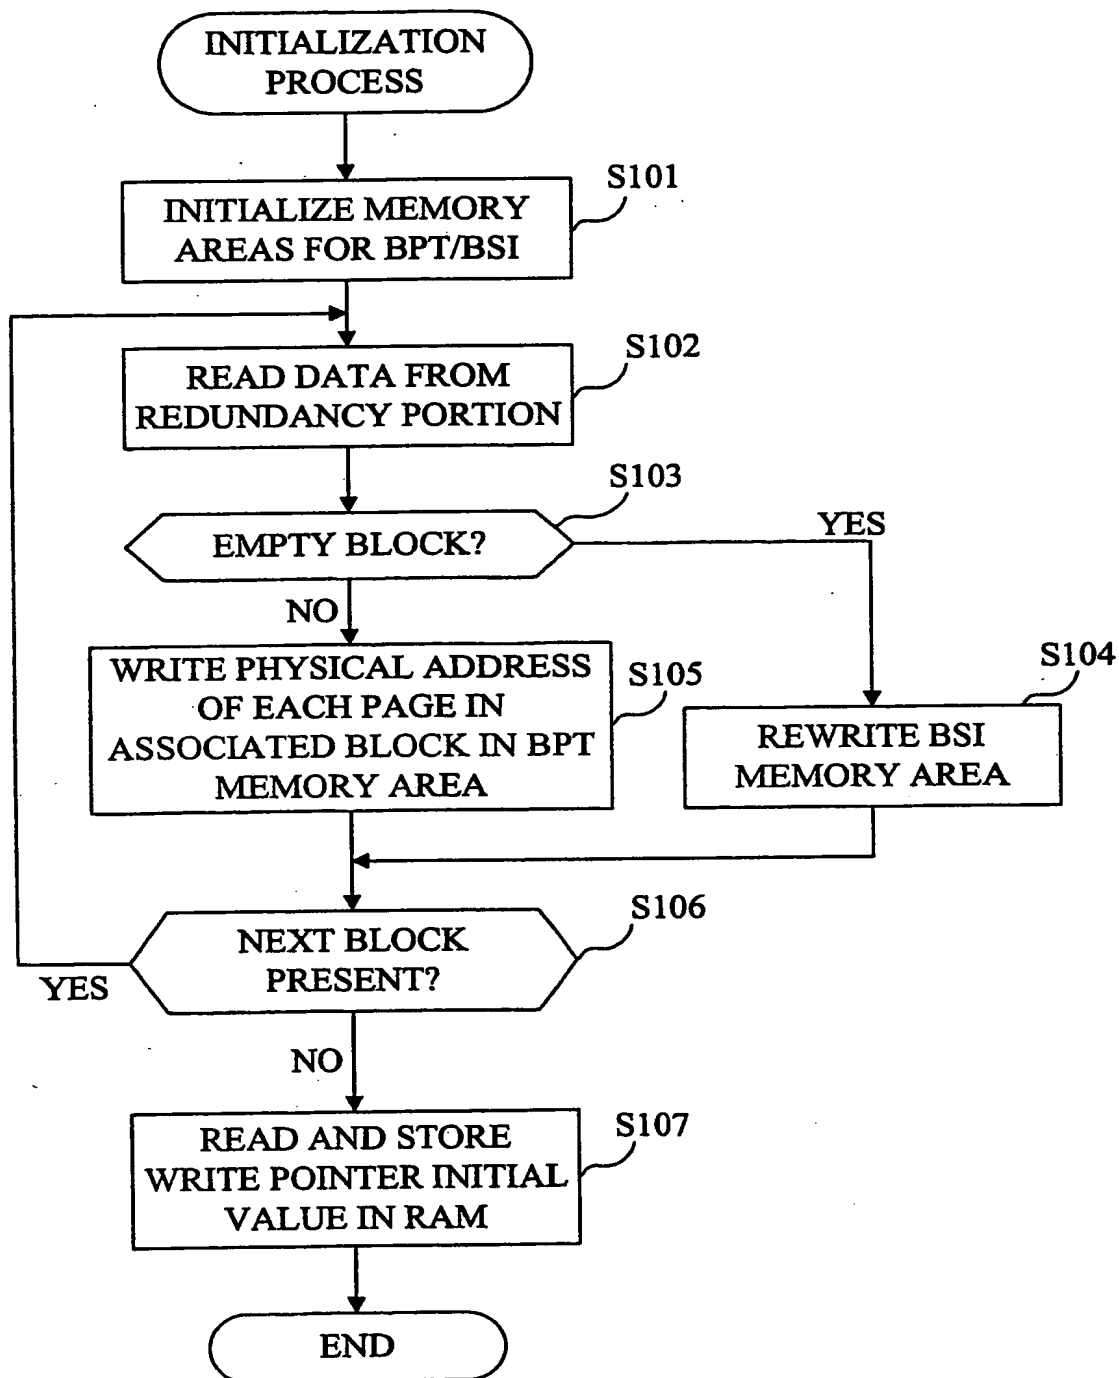 INITIALIZATION
PROCESS
S101
INITIALIZE MEMORY
AREAS FOR BPT/BSI
S102
READ DATA FROM
REDUNDANCY PORTION
S103
EMPTY BLOCK?
YES
NO
S104
WRITE PHYSICAL ADDRESS
OF EACH PAGE IN
ASSOCIATED BLOCK IN BPT
MEMORY AREA
S105
REWRITE BSI
MEMORY AREA
S106
NEXT BLOCK
PRESENT?
YES
NO
S107
READ AND STORE
WRITE POINTER INITIAL
VALUE IN RAM
END